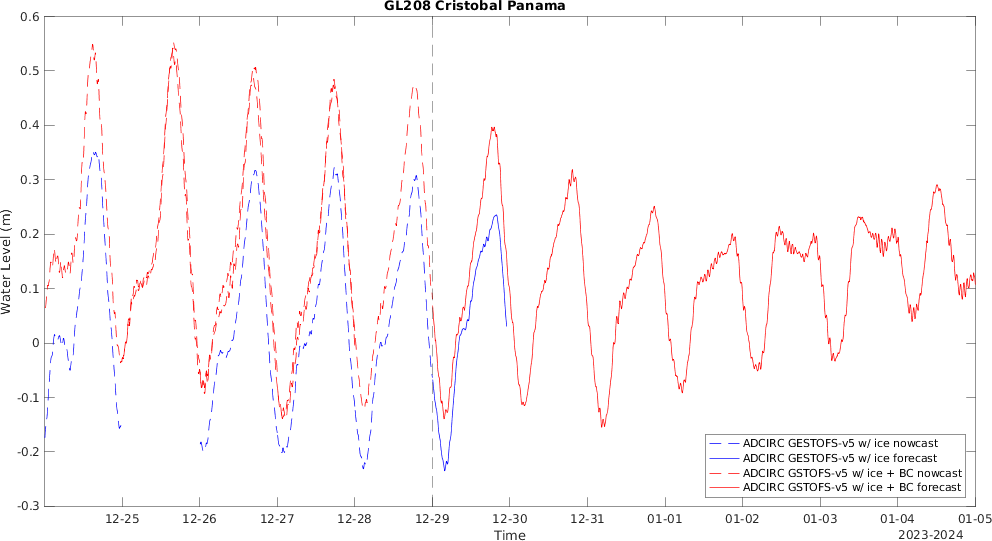 GL208 Cristobal Panama
0.6
0.5
0.4
0.3
0.2
0.1
0
-0.1
-0.2
-0.3
Water Level (m)
12-25 12-26 12-27 12-28 12-29 12-30 12-31 01-01 01-02 01-03 01-04 01-05
Time
2023-2024
ADCIRC GESTOFS-v5 w/ ice nowcast
ADCIRC GESTOFS-v5 w/ ice forecast
ADCIRC GSTOFS-v5 w/ ice + BC nowcast
ADCIRC GSTOFS-v5 w/ ice + BC forecast